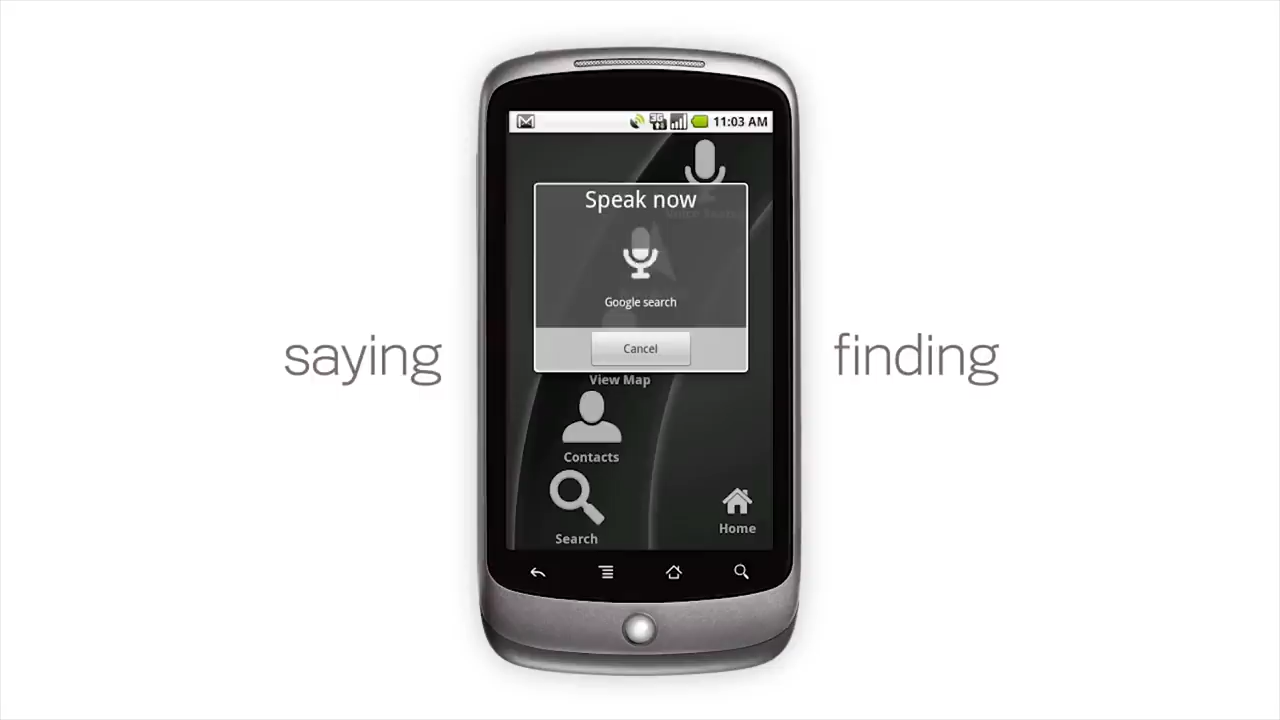 11:03 AM
Speak now
Google search
saying
finding
Cancel
View Map
Contacts
Search
Home